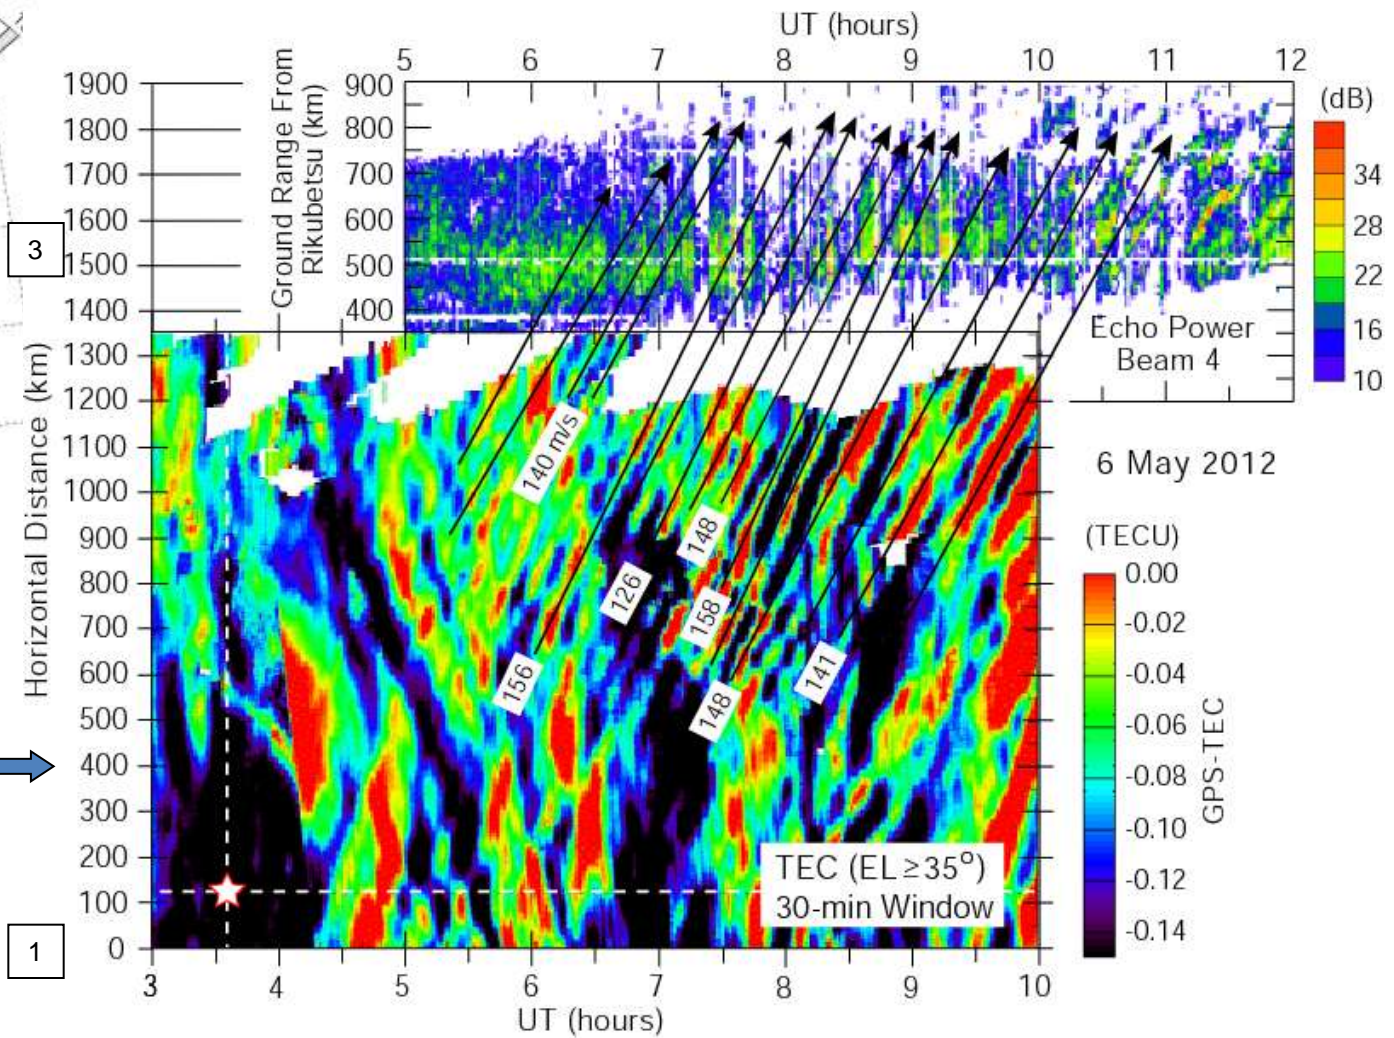 UT (hours)
5 6 7 8 9 10 11 12
Ground Range From
Rikubetsu (km)
900
800
700
600
500
400
1900
1800
1700
1600
1500
1400
1300
1200
1100
1000
900
800
700
600
500
400
300
200
100
0
Horizontal Distance (km)
3
1
(dB)
34
28
22
16
10
Echo Power
Beam 4
6 May 2012
140 m/s
148
126
158
156
148
141
(TECU)
0.00
-0.02
-0.04
-0.06
-0.08
-0.10
-0.12
-0.14
GPS-TEC
TEC (EL ≥ 35°)
30-min Window
3 4 5 6 7 8 9 10
UT (hours)